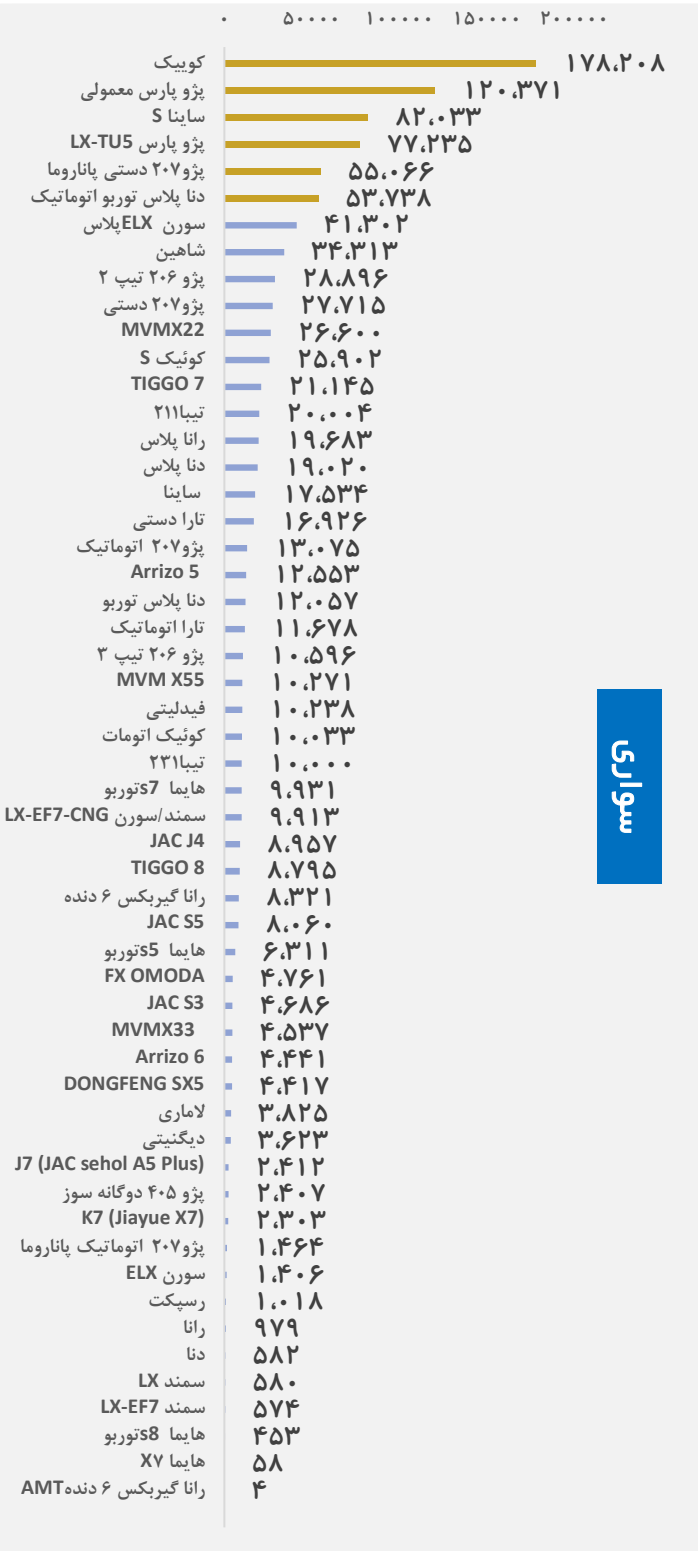 ۰ ۵۰۰۰۰ ۱۰۰۰۰۰ ۱۵۰۰۰۰ ۲۰۰۰۰۰
کوییک ۱۷۸،۲۰۸
پژو پارس معمولی ۱۲۰،۳۷۱
ساینا S ۸۲،۰۳۳
پژو پارس LX-TU5 ۷۷،۲۳۵
پژو۲۰۷ دستی پاناروما ۵۵،۰۶۶
دنا پلاس توربو اتوماتیک ۵۳،۷۳۸
سورن ELXپلاس ۴۱،۳۰۲
شاهین ۳۴،۳۱۳
پژو ۲۰۶ تیپ ۲ ۲۸،۸۹۶
پژو۲۰۷ دستی ۲۷،۷۱۵
MVMX22 ۲۶،۶۰۰
کوئیک S ۲۵،۹۰۲
TIGGO 7 ۲۱،۱۴۵
تیبا۲۱۱ ۲۰،۰۰۴
رانا پلاس ۱۹،۶۸۳
دنا پلاس ۱۹،۰۲۰
ساینا ۱۷،۵۳۴
تارا دستی ۱۶،۹۲۶
پژو۲۰۷ اتوماتیک ۱۳،۰۷۵
Arrizo 5 ۱۲،۵۵۳
دنا پلاس توربو ۱۲،۰۵۷
تارا اتوماتیک ۱۱،۶۷۸
پژو ۲۰۶ تیپ ۳ ۱۰،۵۹۶
MVM X55 ۱۰،۲۷۱
فیدلیتی ۱۰،۲۳۸
کوئیک اتومات ۱۰،۰۳۳
تیبا۲۳۱ ۱۰،۰۰۰
هایما s7توربو ۹،۹۳۱
سمند/سورن LX-EF7-CNG ۹،۹۱۳
JAC J4 ۸،۹۵۷
TIGGO 8 ۸،۷۹۵
رانا گیربکس ۶ دنده ۸،۳۲۱
JAC S5 ۸،۰۶۰
هایما s5توربو ۶،۳۱۱
FX OMODA ۴،۷۶۱
JAC S3 ۴،۶۸۶
MVMX33 ۴،۵۳۷
Arrizo 6 ۴،۴۴۱
DONGFENG SX5 ۴،۴۱۷
لاماری ۳،۸۲۵
دیگنیتی ۳،۶۲۳
J7 (JAC sehol A5 Plus) ۲،۴۱۲
پژو ۴۰۵ دوگانه سوز ۲،۴۰۷
K7 (Jiayue X7) ۲،۳۰۳
پژو۲۰۷ اتوماتیک پاناروما ۱،۴۶۴
سورن ELX ۱،۴۰۶
رسپکت ۱،۰۱۸
رانا ۹۷۹
دنا ۵۸۲
سمند LX ۵۸۰
سمند LX-EF7 ۵۷۴
هایما s8توربو ۴۵۳
هایما X۷ ۵۸
رانا گیربکس ۶ دندهAMT ۴
سواری